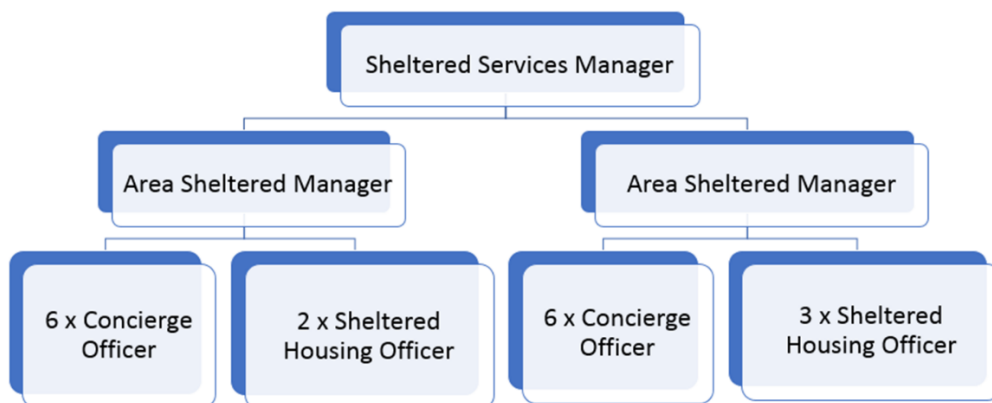 Sheltered Services Manager
Area Sheltered Manager
Area Sheltered Manager
6 x Concierge
Officer
2 x Sheltered
Housing Officer
6 x Concierge
Officer
3 x Sheltered
Housing Officer